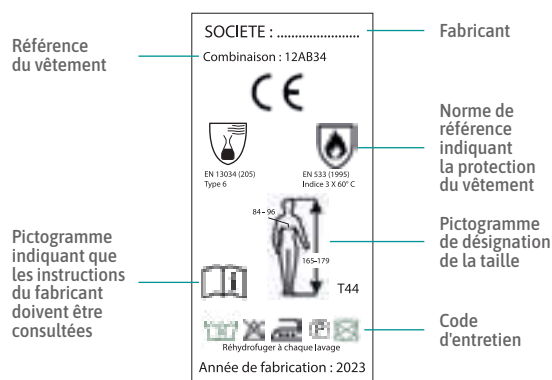 Référence
du vêtement
SOCIETE : ........................
Combinaison : 12AB34
Fabricant
CE
EN 13034 (205)
Type 6
EN 533 (1995)
Indice 3 X 60° C
Norme de
référence
indiquant
la protection
du vêtement
84–96
165–179
T44
Pictogramme
de désignation
de la taille
Pictogramme
indiquant que
les instructions
du fabricant
doivent être
consultées
i
P
Réhydrofuger à chaque lavage
Code
d'entretien
Année de fabrication : 2023